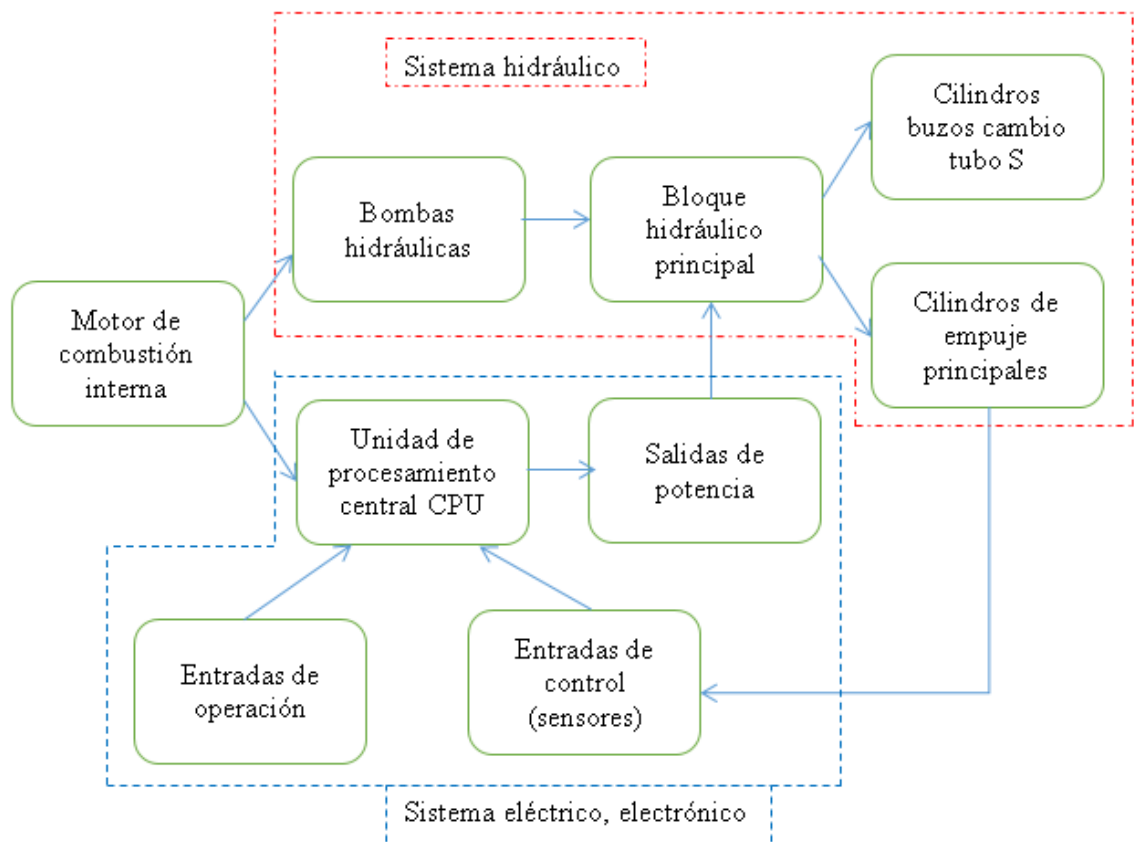 Sistema hidráulico
Cilindros
buzos cambio
tubo S
Bombas
hidráulicas
Bloque
hidráulico
principal
Motor de
combustión
interna
Cilindros de
empuje
principales
Unidad de
procesamiento
central CPU
Salidas de
potencia
Entradas de
operación
Entradas de
control
(sensores)
Sistema eléctrico, electrónico